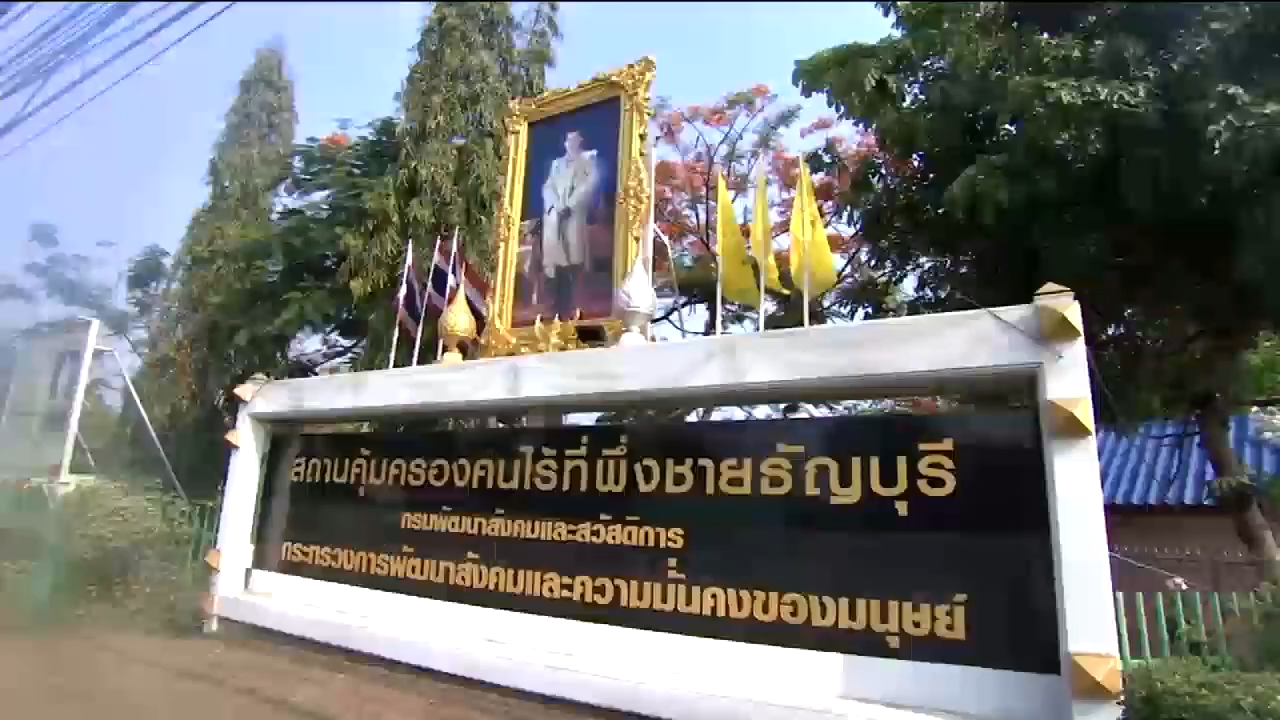 สถานคุ้มครองคนไร้ที่พึ่งชายธัญบุรี
กรมพัฒนาสังคมและสวัสดิการ
กระทรวงการพัฒนาสังคมและความมั่นคงของมนุษย์